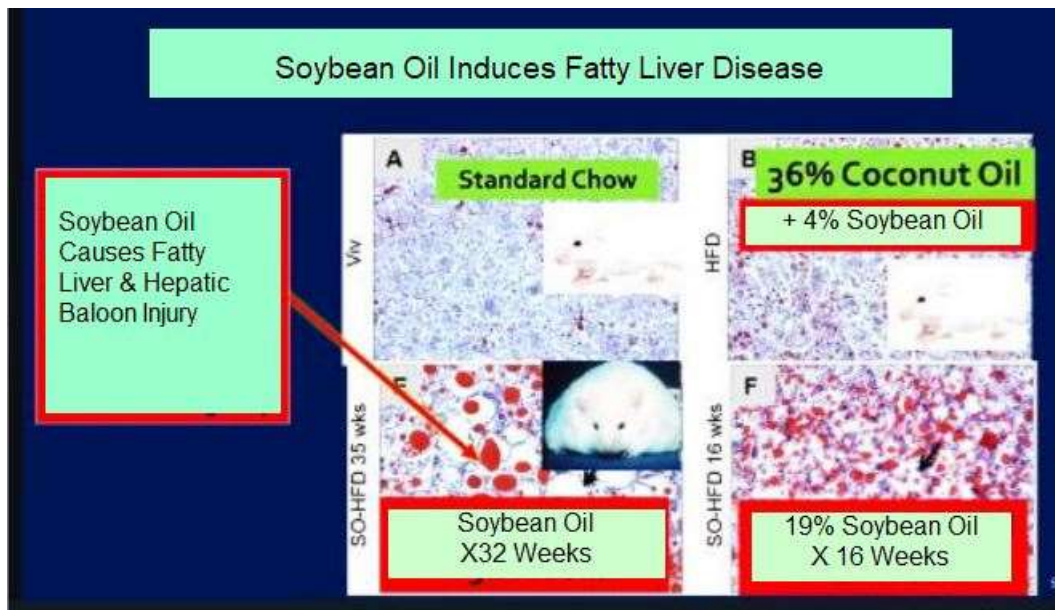 Soybean Oil Induces Fatty Liver Disease
Soybean Oil
Causes Fatty
Liver & Hepatic
Baloon Injury
A
Standard Chow
Viv
B
36% Coconut Oil
+ 4% Soybean Oil
HFD
SO-HFD 35 wks
Soybean Oil
X32 Weeks
F
SO-HFD 16 wks
19% Soybean Oil
X 16 Weeks